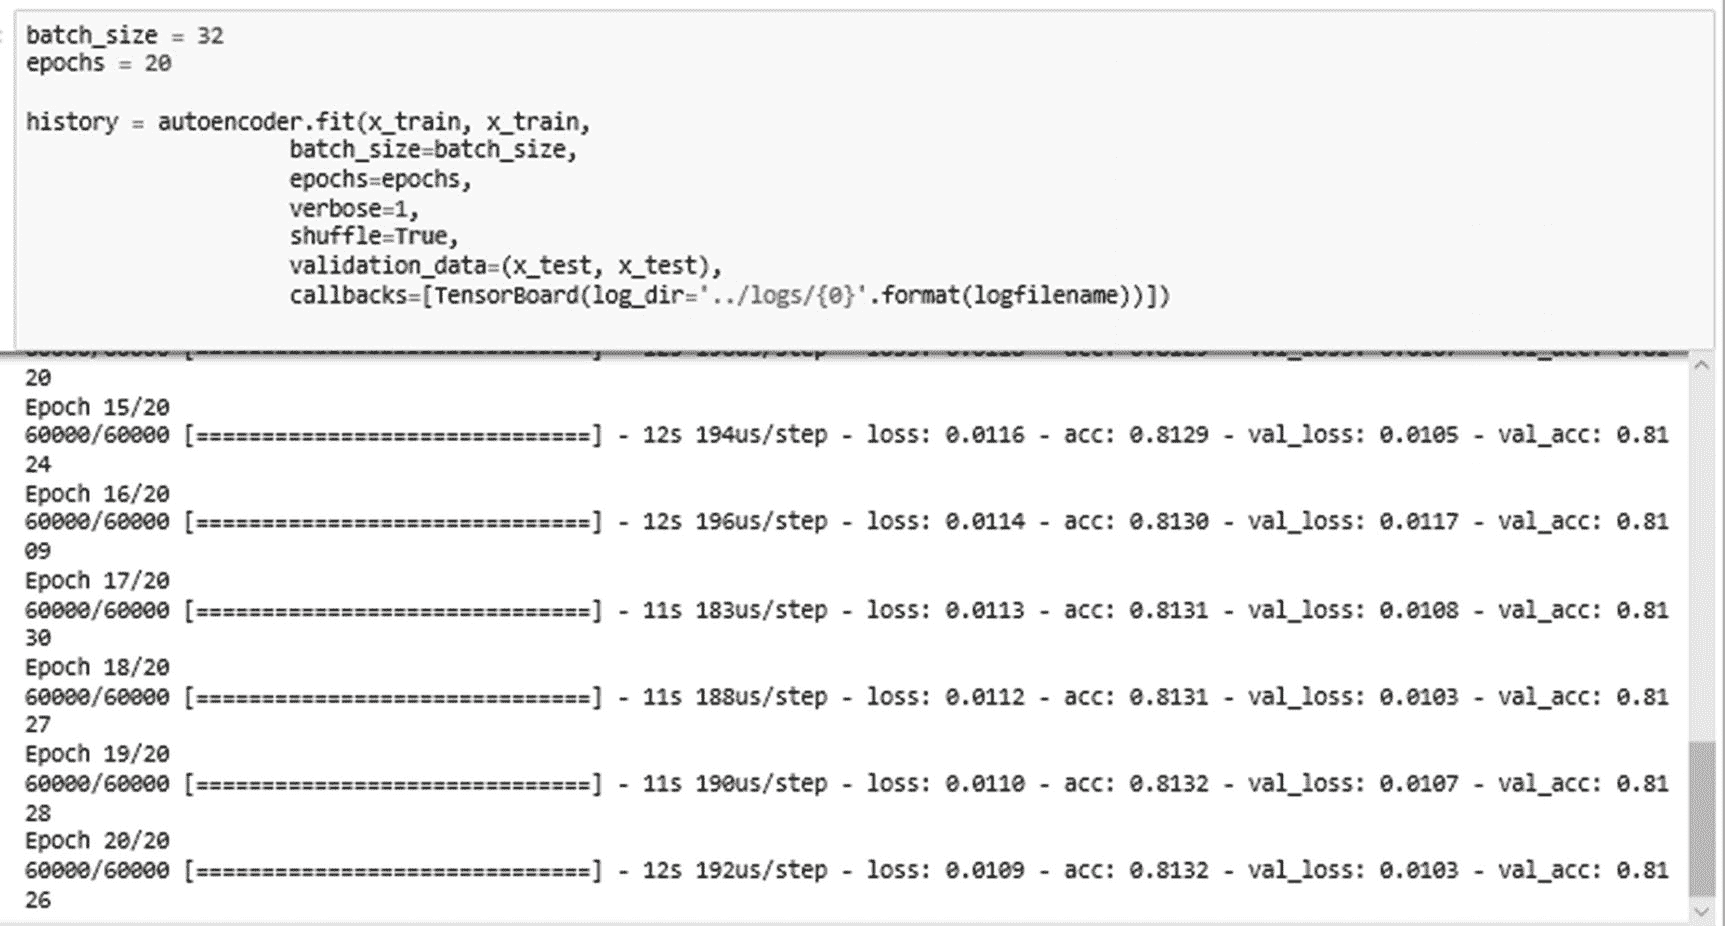 batch_size = 32
epochs = 20
history = autoencoder.fit(x_train, x_train,
batch_size=batch_size,
epochs=epochs,
verbose=1,
shuffle=True,
validation_data=(x_test, x_test),
callbacks=[TensorBoard(log_dir='../logs/{0}'.format(logfilename))])
20
Epoch 15/20
60000/60000 [==============================] - 12s 194us/step - loss: 0.0116 - acc: 0.8129 - val_loss: 0.0105 - val_acc: 0.81
24
Epoch 16/20
60000/60000 [==============================] - 12s 196us/step - loss: 0.0114 - acc: 0.8130 - val_loss: 0.0117 - val_acc: 0.81
09
Epoch 17/20
60000/60000 [==============================] - 11s 183us/step - loss: 0.0113 - acc: 0.8131 - val_loss: 0.0108 - val_acc: 0.81
30
Epoch 18/20
60000/60000 [==============================] - 11s 188us/step - loss: 0.0112 - acc: 0.8131 - val_loss: 0.0103 - val_acc: 0.81
27
Epoch 19/20
60000/60000 [==============================] - 11s 190us/step - loss: 0.0110 - acc: 0.8132 - val_loss: 0.0107 - val_acc: 0.81
28
Epoch 20/20
60000/60000 [==============================] - 12s 192us/step - loss: 0.0109 - acc: 0.8132 - val_loss: 0.0103 - val_acc: 0.81
26